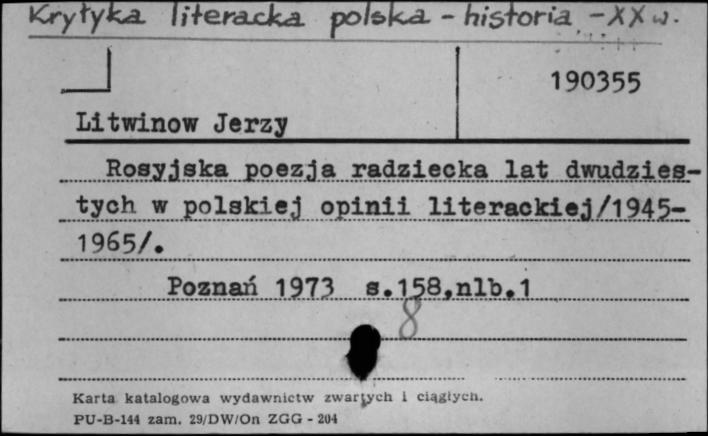 Krytyka literacka polska - historia - XX w.
190355
Litwinow Jerzy
Rosyjska poezja radziecka lat dwudzies-
tych w polskiej opinii literackiej/1945-
1965/.
Poznań 1973 s.158,nlb.1
8
Karta katalogowa wydawnictw zwartych i ciągłych.
PU-B-144 zam. 29/DW/On ZGG - 204